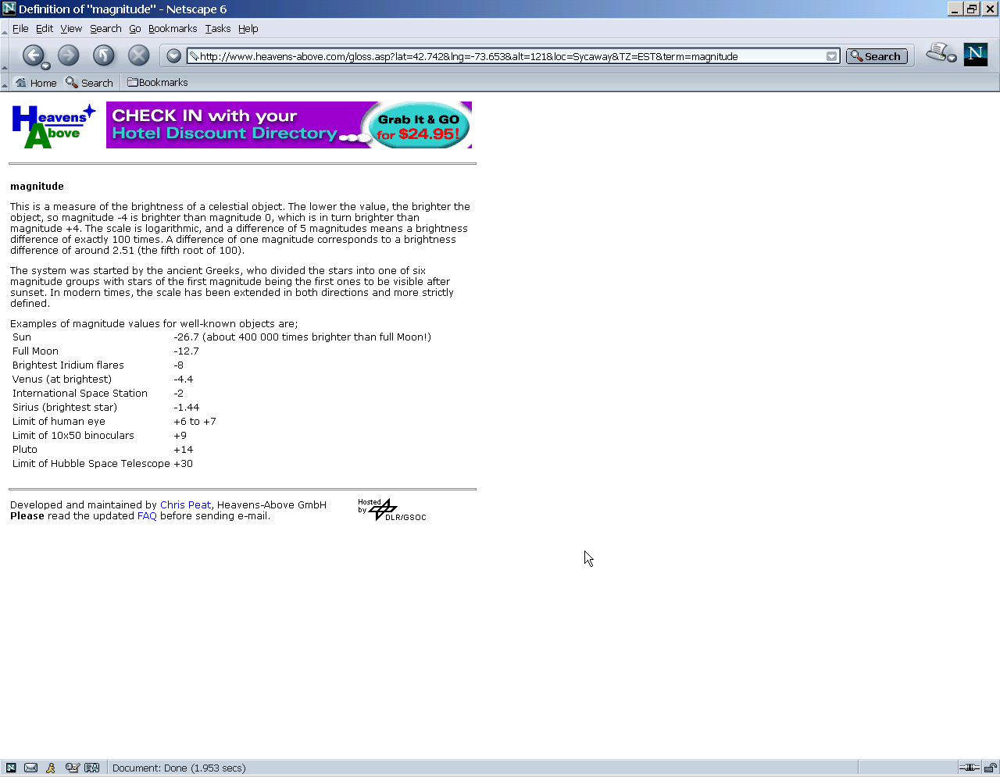 Definition of "magnitude" - Netscape 6
File Edit View Search Go Bookmarks Tasks Help
http://www.heavens-above.com/gloss.asp?lat=42.742&lng=-73.653&alt=121&loc=Sycaway&TZ=EST&term=magnitude Search N
Home Search Bookmarks
Heavens
Above
CHECK IN with your
Hotel Discount Directory
Grab It & GO
for $24.95!
magnitude
This is a measure of the brightness of a celestial object. The lower the value, the brighter the
object, so magnitude -4 is brighter than magnitude 0, which is in turn brighter than
magnitude +4. The scale is logarithmic, and a difference of 5 magnitudes means a brightness
difference of exactly 100 times. A difference of one magnitude corresponds to a brightness
difference of around 2.51 (the fifth root of 100).
The system was started by the ancient Greeks, who divided the stars into one of six
magnitude groups with stars of the first magnitude being the first ones to be visible after
sunset. In modern times, the scale has been extended in both directions and more strictly
defined.
Examples of magnitude values for well-known objects are;
Sun -26.7 (about 400 000 times brighter than full Moon!)
Full Moon -12.7
Brightest Iridium flares -8
Venus (at brightest) -4.4
International Space Station -2
Sirius (brightest star) -1.44
Limit of human eye +6 to +7
Limit of 10x50 binoculars +9
Pluto +14
Limit of Hubble Space Telescope +30
Developed and maintained by Chris Peat, Heavens-Above GmbH
Please read the updated FAQ before sending e-mail.
Hosted
by
DLR/GSOC
Document: Done (1.953 secs)